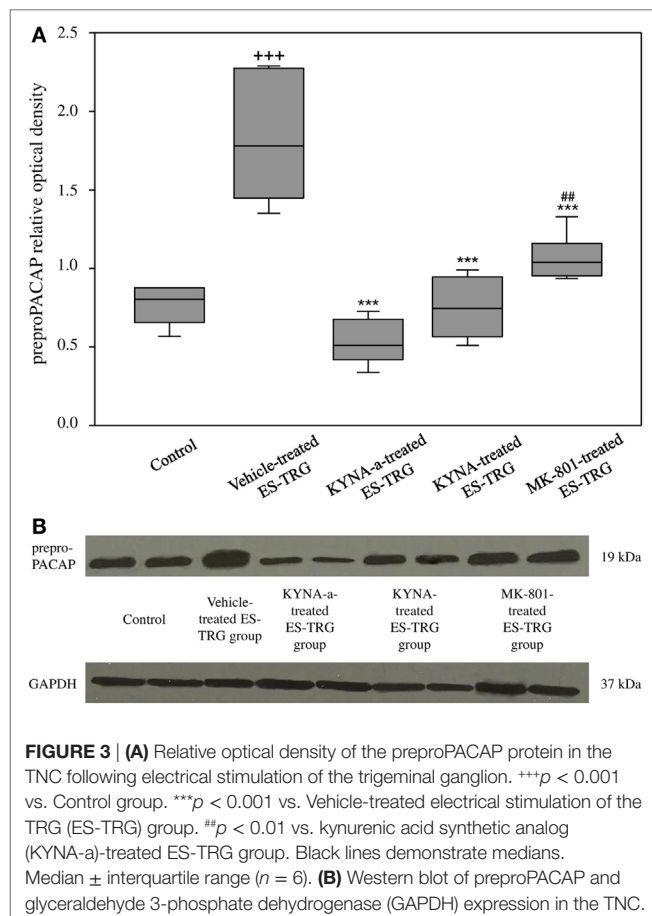 A
2.5
2.0
1.5
1.0
0.5
0.0
preproPACAP relative optical density
+++
***
***
##
***
Control
Vehicle-treated
ES-TRG
KYNA-a-treated
ES-TRG
KYNA-treated
ES-TRG
MK-801-treated
ES-TRG
B
prepro-
PACAP
19 kDa
Control
Vehicle-
treated ES-
TRG group
KYNA-a-
treated
ES-TRG
group
KYNA-
treated
ES-TRG
group
MK-801-
treated
ES-TRG
group
GAPDH
37 kDa
FIGURE 3 | (A) Relative optical density of the preproPACAP protein in the
TNC following electrical stimulation of the trigeminal ganglion. +++p < 0.001
vs. Control group. ***p < 0.001 vs. Vehicle-treated electrical stimulation of the
TRG (ES-TRG) group. ##p < 0.01 vs. kynurenic acid synthetic analog
(KYNA-a)-treated ES-TRG group. Black lines demonstrate medians.
Median ± interquartile range (n = 6). (B) Western blot of preproPACAP and
glyceraldehyde 3-phosphate dehydrogenase (GAPDH) expression in the TNC.